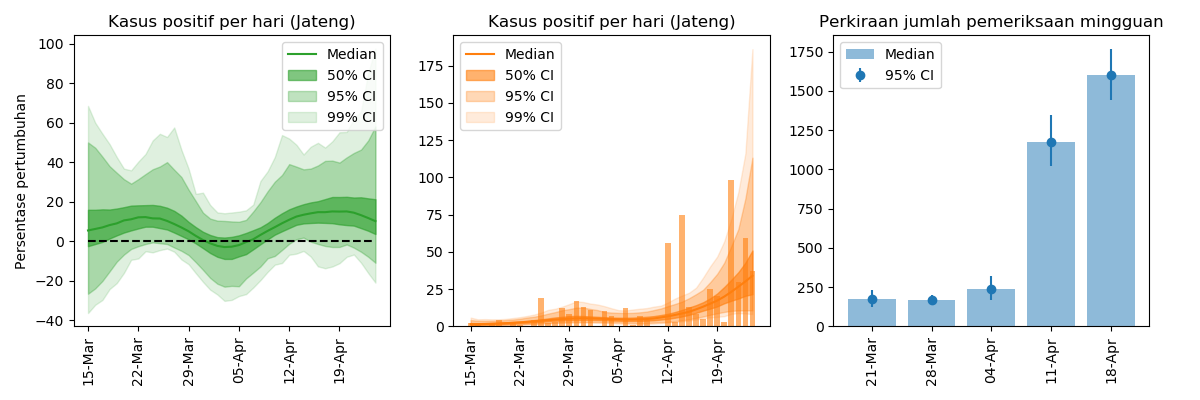 Kasus positif per hari (Jateng)
Persentase pertumbuhan
100
80
60
40
20
0
−20
−40
Median
50% CI
95% CI
99% CI
15-Mar
22-Mar
29-Mar
05-Apr
12-Apr
19-Apr
Kasus positif per hari (Jateng)
175
150
125
100
75
50
25
0
Median
50% CI
95% CI
99% CI
15-Mar
22-Mar
29-Mar
05-Apr
12-Apr
19-Apr
Perkiraan jumlah pemeriksaan mingguan
1750
1500
1250
1000
750
500
250
0
Median
95% CI
21-Mar
28-Mar
04-Apr
11-Apr
18-Apr